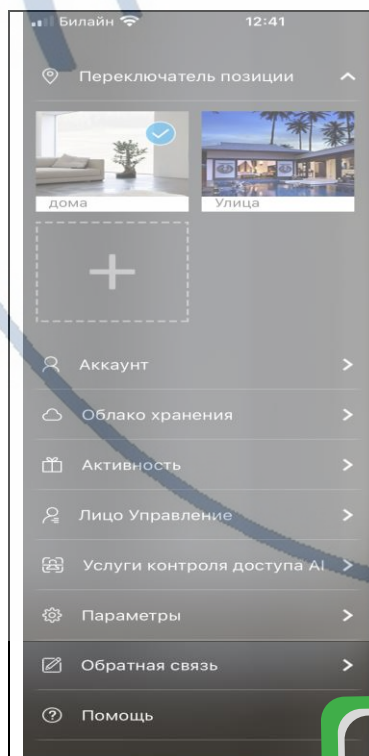 Билайн 12:41
Переключатель позиции
дома Улица
Аккаунт
Облако хранения
Активность
Лицо Управление
Услуги контроля доступа AI
Параметры
Обратная связь
Помощь